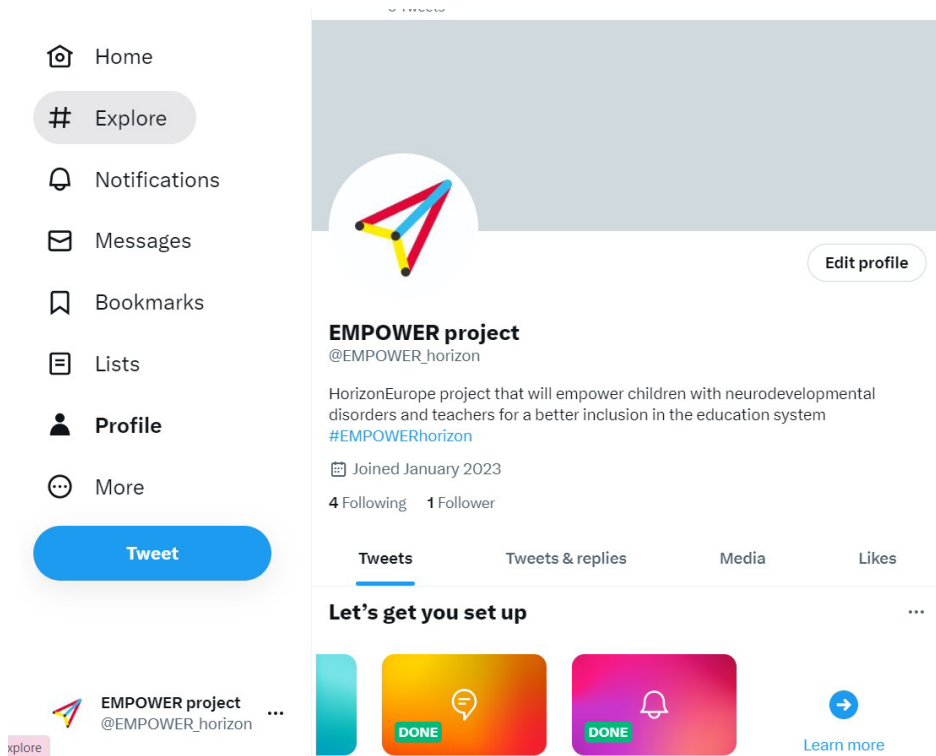 Home
Explore
Notifications
Messages
Bookmarks
Lists
Profile
More
Tweet
EMPOWER project
@EMPOWER_horizon
...
xplore
Tweets
Edit profile
EMPOWER project
@EMPOWER_horizon
HorizonEurope project that will empower children with neurodevelopmental
disorders and teachers for a better inclusion in the education system
#EMPOWERhorizon
Joined January 2023
4 Following 1 Follower
Tweets Tweets & replies Media Likes
Let's get you set up ...
DONE DONE
Learn more